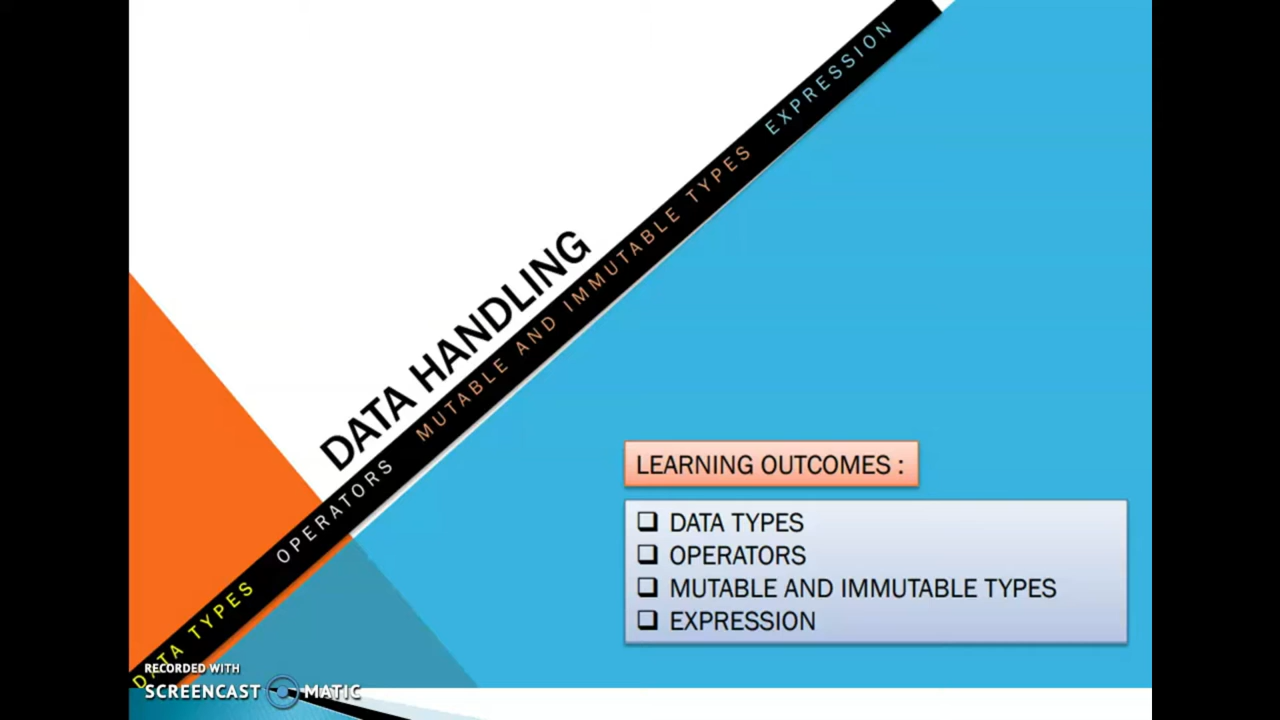 DATA HANDLING
DATA TYPES OPERATORS MUTABLE AND IMMUTABLE TYPES EXPRESSION
LEARNING OUTCOMES :
DATA TYPES
OPERATORS
MUTABLE AND IMMUTABLE TYPES
EXPRESSION
RECORDED WITH
SCREENCAST MATIC